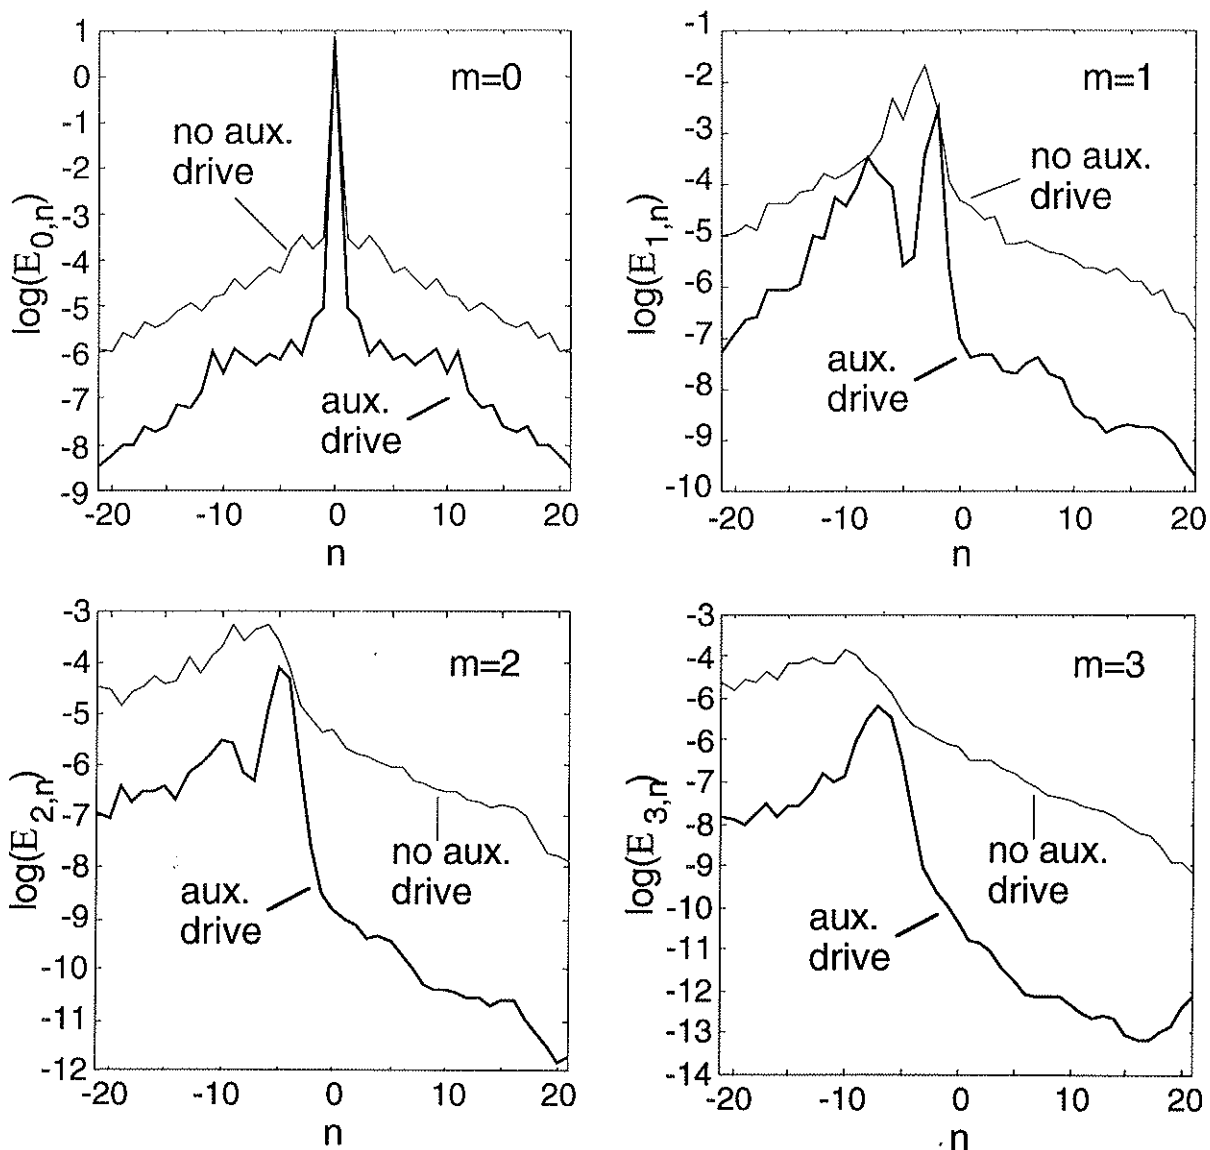 1
0
-1
-2
-3
-4
-5
-6
-7
-8
-9
log(E0,n)
m=0
no aux.
drive
aux.
drive
-20 -10 0 10 20
n
-1
-2
-3
-4
-5
-6
-7
-8
-9
-10
log(E1,n)
m=1
no aux.
drive
aux.
drive
-20 -10 0 10 20
n
-3
-4
-5
-6
-7
-8
-9
-10
-11
-12
log(E2,n)
m=2
no aux.
drive
aux.
drive
-20 -10 0 10 20
n
-3
-4
-5
-6
-7
-8
-9
-10
-11
-12
-13
-14
log(E3,n)
m=3
no aux.
drive
aux.
drive
-20 -10 0 10 20
n